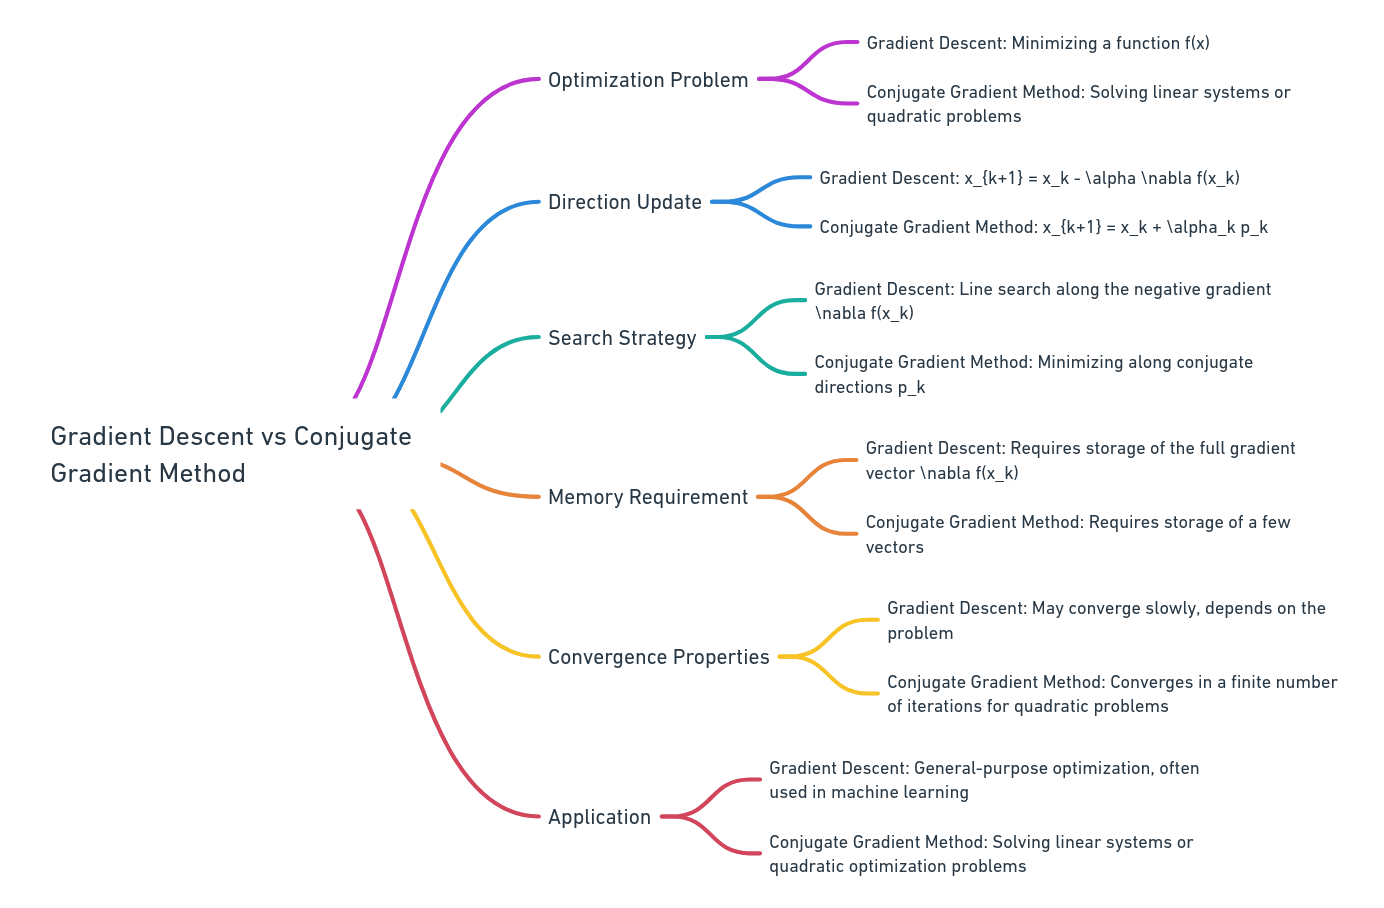 Gradient Descent vs Conjugate
Gradient Method
Optimization Problem
Gradient Descent: Minimizing a function f(x)
Conjugate Gradient Method: Solving linear systems or
quadratic problems
Direction Update
Gradient Descent: x_{k+1} = x_k - \alpha \nabla f(x_k)
Conjugate Gradient Method: x_{k+1} = x_k + \alpha_k p_k
Search Strategy
Gradient Descent: Line search along the negative gradient
\nabla f(x_k)
Conjugate Gradient Method: Minimizing along conjugate
directions p_k
Memory Requirement
Gradient Descent: Requires storage of the full gradient
vector \nabla f(x_k)
Conjugate Gradient Method: Requires storage of a few
vectors
Convergence Properties
Gradient Descent: May converge slowly, depends on the
problem
Conjugate Gradient Method: Converges in a finite number
of iterations for quadratic problems
Application
Gradient Descent: General-purpose optimization, often
used in machine learning
Conjugate Gradient Method: Solving linear systems or
quadratic optimization problems